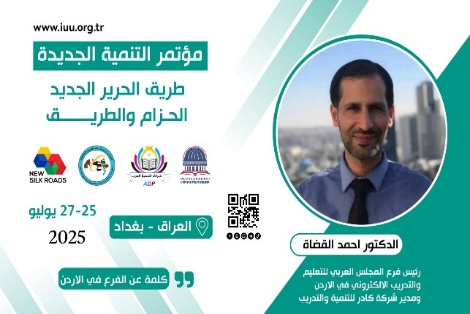 www.iuu.org.tr
مؤتمر التنمية الجديدة
طريق الحرير الجديد
الحزام والطريــــق
NEW
SILK ROADS
ADP
25-27 يوليو
2025
العراق - بغداد
كلمة عن الفرع في الاردن
الدكتور احمد القضاة
رئيس فرع المجلس العربي للتعليم
والتدريب الالكتروني في الاردن
ومدير شركة كادر للتنمية والتدريب